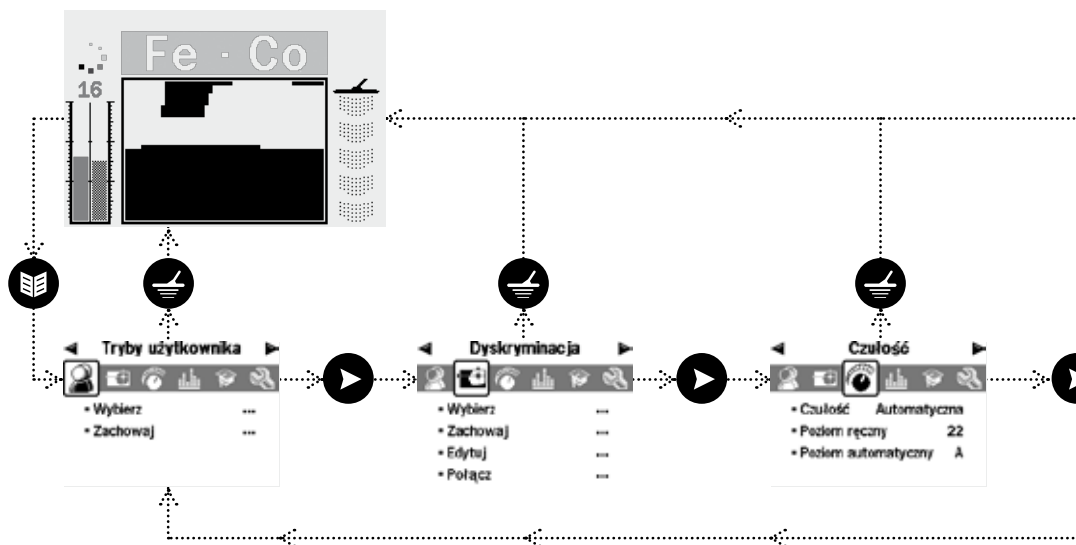 Fe · Co
16
Tryby użytkownika
• Wybierz ...
• Zachowaj ...
Dyskryminacja
• Wybierz ...
• Zachowaj ...
• Edytuj ...
• Połącz ...
Czułość
• Czułość Automatyczna
• Poziom ręczny 22
• Poziom automatyczny A